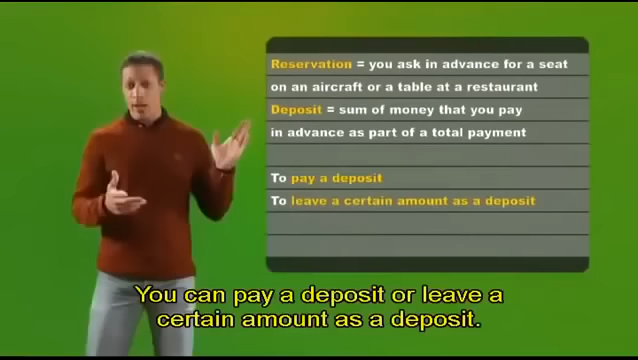 Reservation = you ask in advance for a seat
on an aircraft or a table at a restaurant
Deposit = sum of money that you pay
in advance as part of a total payment
To pay a deposit
To leave a certain amount as a deposit
You can pay a deposit or leave a
certain amount as a deposit.